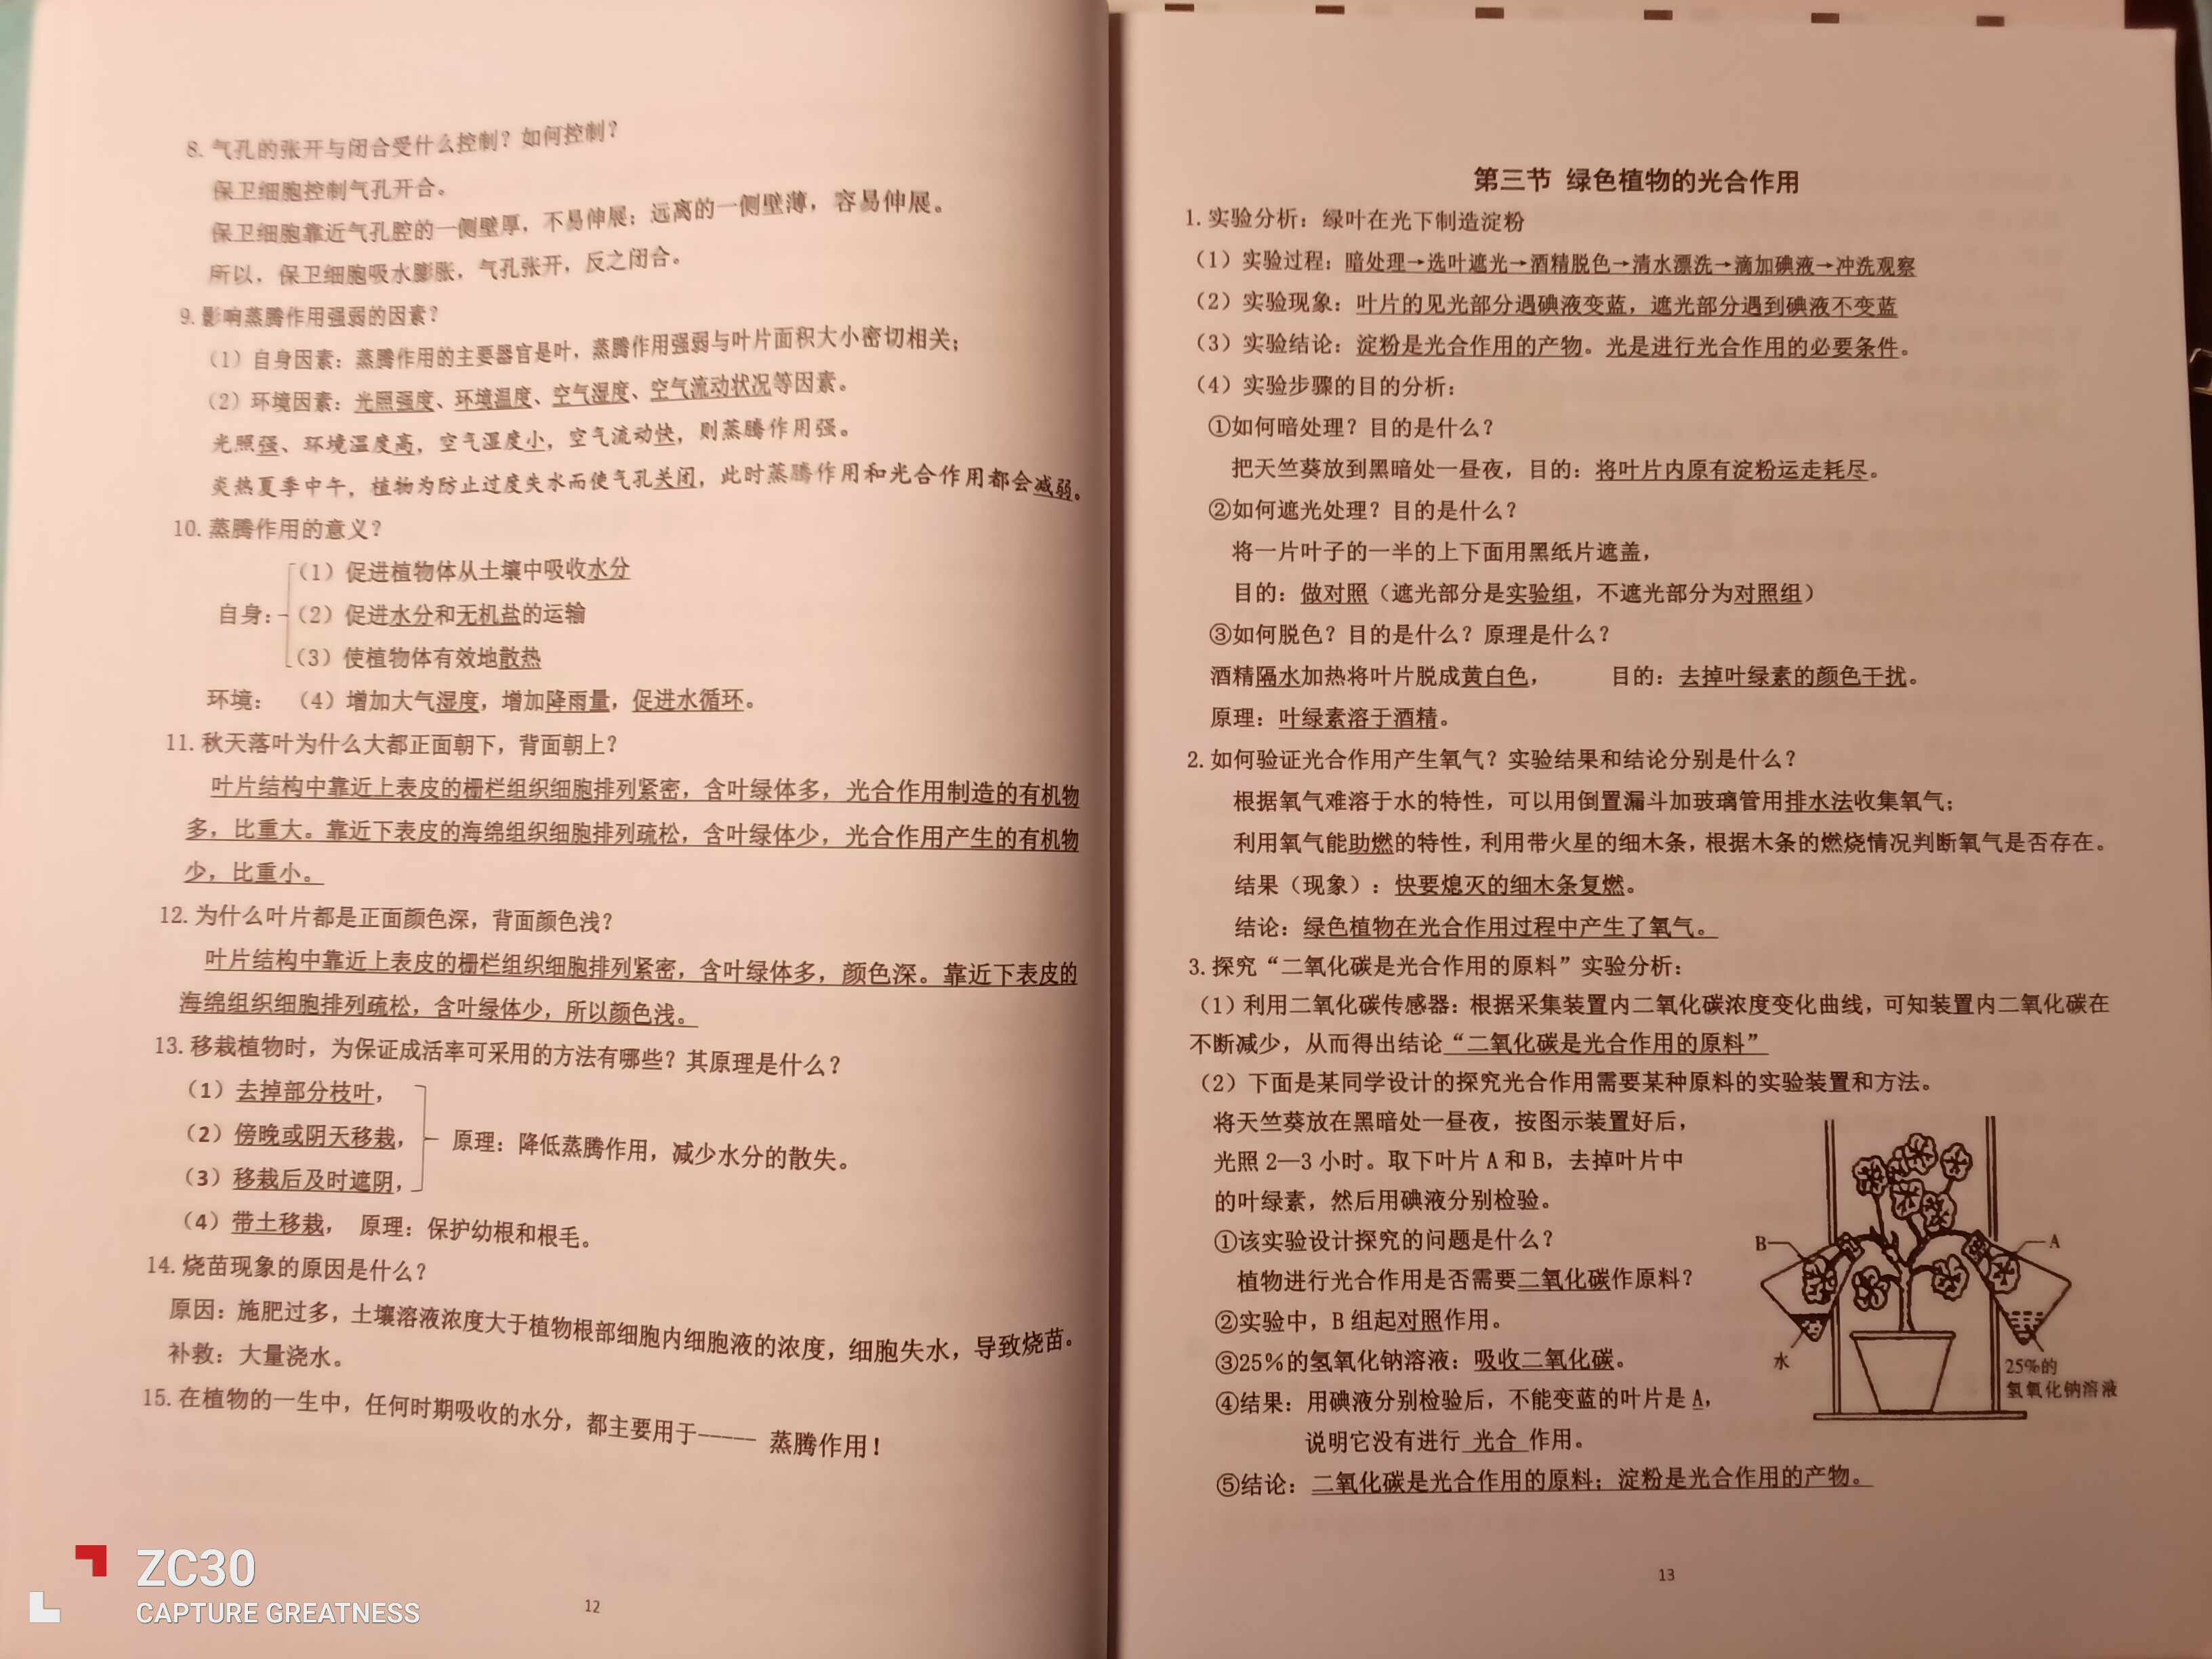 8. 气孔的张开与闭合受什么控制？如何控制？
保卫细胞控制气孔开合。
保卫细胞靠近气孔腔的一侧壁厚，不易伸展；远离的一侧壁薄，容易伸展。
所以，保卫细胞吸水膨胀，气孔张开，反之闭合。
9. 影响蒸腾作用强弱的因素？
（1）自身因素：蒸腾作用的主要器官是叶，蒸腾作用强弱与叶片面积大小密切相关；
（2）环境因素：光照强度、环境温度、空气湿度、空气流动状况等因素。
光照强、环境温度高，空气湿度小，空气流动快，则蒸腾作用强。
炎热夏季中午，植物为防止过度失水而使气孔关闭，此时蒸腾作用和光合作用都会减弱。
10. 蒸腾作用的意义？
（1）促进植物体从土壤中吸收水分
自身：（2）促进水分和无机盐的运输
（3）使植物体有效地散热
环境：（4）增加大气湿度，增加降雨量，促进水循环。
11. 秋天落叶为什么大都正面朝下，背面朝上？
叶片结构中靠近上表皮的栅栏组织细胞排列紧密，含叶绿体多，光合作用制造的有机物
多，比重大。靠近下表皮的海绵组织细胞排列疏松，含叶绿体少，光合作用产生的有机物
少，比重小。
12. 为什么叶片都是正面颜色深，背面颜色浅？
叶片结构中靠近上表皮的栅栏组织细胞排列紧密，含叶绿体多，颜色深。靠近下表皮的
海绵组织细胞排列疏松，含叶绿体少，所以颜色浅。
13. 移栽植物时，为保证成活率可采用的方法有哪些？其原理是什么？
（1）去掉部分枝叶，
（2）傍晚或阴天移栽， 原理：降低蒸腾作用，减少水分的散失。
（3）移栽后及时遮阴，
（4）带土移栽， 原理：保护幼根和根毛。
14. 烧苗现象的原因是什么？
原因：施肥过多，土壤溶液浓度大于植物根部细胞内细胞液的浓度，细胞失水，导致烧苗。
补救：大量浇水。
15. 在植物的一生中，任何时期吸收的水分，都主要用于----- 蒸腾作用！
12
ZC30
CAPTURE GREATNESS
第三节 绿色植物的光合作用
1. 实验分析：绿叶在光下制造淀粉
（1）实验过程：暗处理→选叶遮光→酒精脱色→清水漂洗→滴加碘液→冲洗观察
（2）实验现象：叶片的见光部分遇碘液变蓝，遮光部分遇到碘液不变蓝
（3）实验结论：淀粉是光合作用的产物。光是进行光合作用的必要条件。
（4）实验步骤的目的分析：
①如何暗处理？目的是什么？
把天竺葵放到黑暗处一昼夜，目的：将叶片内原有淀粉运走耗尽。
②如何遮光处理？目的是什么？
将一片叶子的一半的上下面用黑纸片遮盖，
目的：做对照（遮光部分是实验组，不遮光部分为对照组）
③如何脱色？目的是什么？原理是什么？
酒精隔水加热将叶片脱成黄白色， 目的：去掉叶绿素的颜色干扰。
原理：叶绿素溶于酒精。
2. 如何验证光合作用产生氧气？实验结果和结论分别是什么？
根据氧气难溶于水的特性，可以用倒置漏斗加玻璃管用排水法收集氧气；
利用氧气能助燃的特性，利用带火星的细木条，根据木条的燃烧情况判断氧气是否存在。
结果（现象）：快要熄灭的细木条复燃。
结论：绿色植物在光合作用过程中产生了氧气。
3. 探究“二氧化碳是光合作用的原料”实验分析：
（1）利用二氧化碳传感器：根据采集装置内二氧化碳浓度变化曲线，可知装置内二氧化碳在
不断减少，从而得出结论“二氧化碳是光合作用的原料”
（2）下面是某同学设计的探究光合作用需要某种原料的实验装置和方法。
将天竺葵放在黑暗处一昼夜，按图示装置好后，
光照 2—3 小时。取下叶片 A 和 B，去掉叶片中
的叶绿素，然后用碘液分别检验。
①该实验设计探究的问题是什么？
植物进行光合作用是否需要二氧化碳作原料？
②实验中，B 组起对照作用。
③25%的氢氧化钠溶液：吸收二氧化碳。
④结果：用碘液分别检验后，不能变蓝的叶片是 A，
说明它没有进行 光合 作用。
⑤结论：二氧化碳是光合作用的原料；淀粉是光合作用的产物。
B
A
水
25%的
氢氧化钠溶液
13